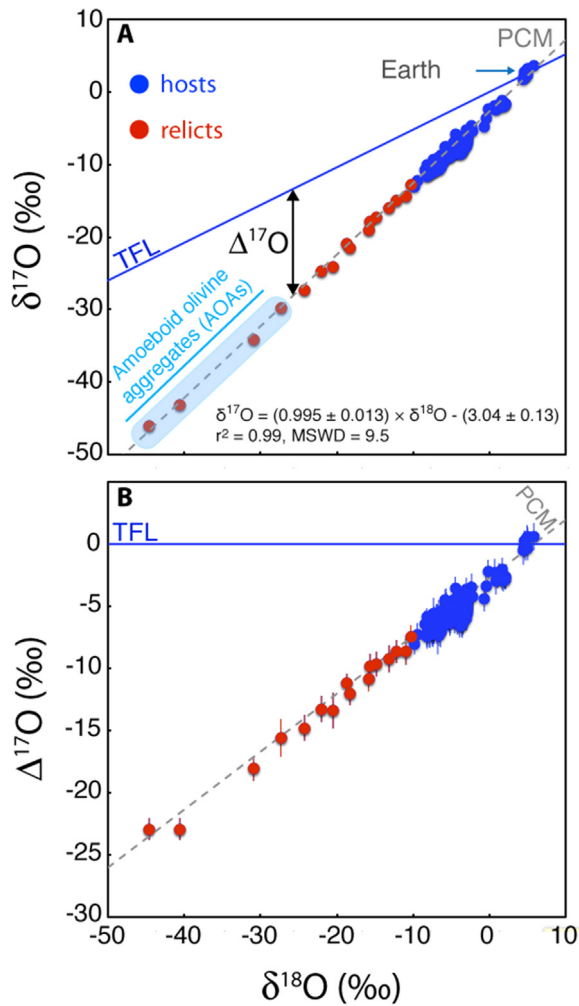 A
PCM
Earth
hosts
relicts
TFL
Δ¹⁷O
Amoeboid olivine
aggregates (AOAs)
δ¹⁷O = (0.995 ± 0.013) × δ¹⁸O - (3.04 ± 0.13)
r² = 0.99, MSWD = 9.5
10
0
-10
-20
-30
-40
-50
δ¹⁷O (‰)
B
PCM
TFL
0
-5
-10
-15
-20
-25
-30
Δ¹⁷O (‰)
-50
-40
-30
-20
-10
0
10
δ¹⁸O (‰)